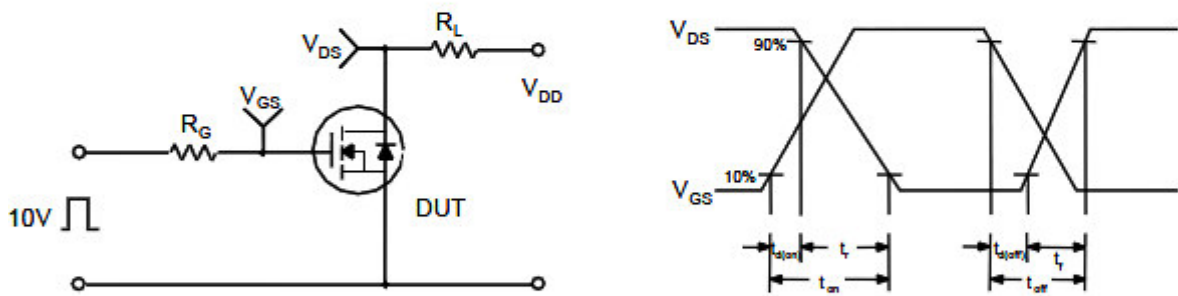 V_DS
R_L
V_DD
V_GS
R_G
10V
DUT
V_DS
90%
10%
V_GS
t_d(on)
t_r
t_d(off)
t_f
t_on
t_off